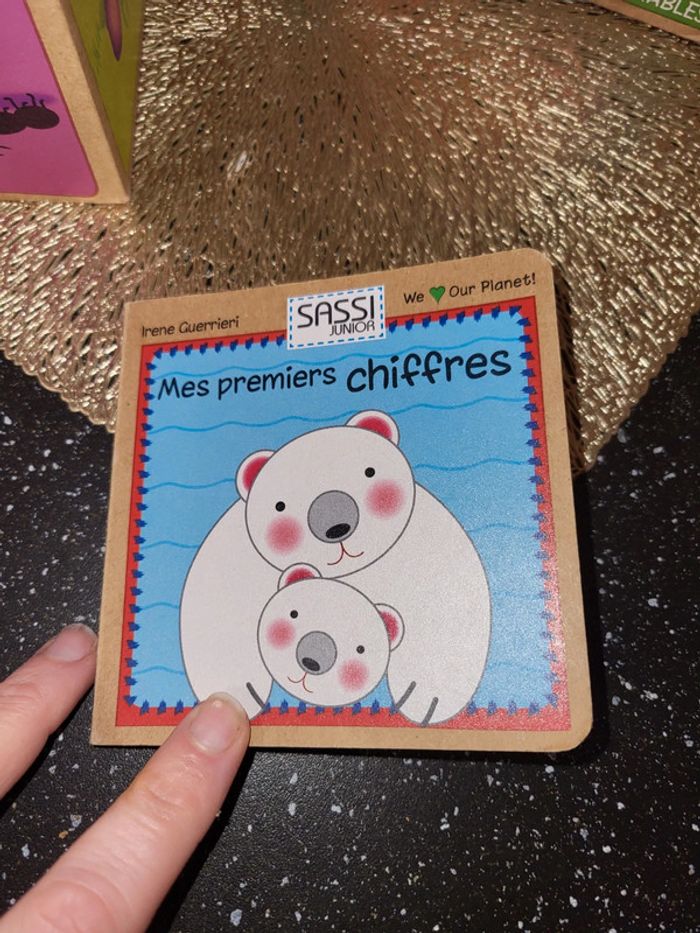 Irene Guerrieri
SASSI
JUNIOR
We Our Planet!
Mes premiers chiffres